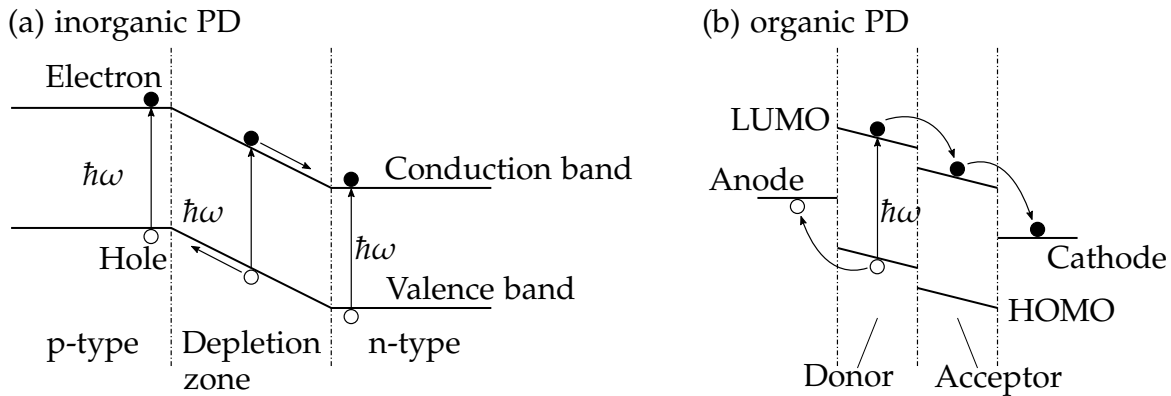 (a) inorganic PD
Electron
ħω
ħω
ħω
Conduction band
Hole
Valence band
p-type
Depletion
zone
n-type
(b) organic PD
LUMO
Anode
ħω
Cathode
HOMO
Donor
Acceptor